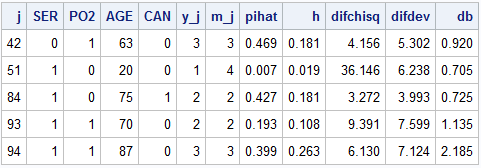 j SER PO2 AGE CAN y_j m_j pihat h difchisq difdev db
42 0 1 63 0 3 3 0.469 0.181 4.156 5.302 0.920
51 1 0 20 0 1 4 0.007 0.019 36.146 6.238 0.705
84 1 0 75 1 2 2 0.427 0.181 3.272 3.993 0.725
93 1 1 70 0 2 2 0.193 0.108 9.391 7.599 1.135
94 1 1 87 0 3 3 0.399 0.263 6.130 7.124 2.185